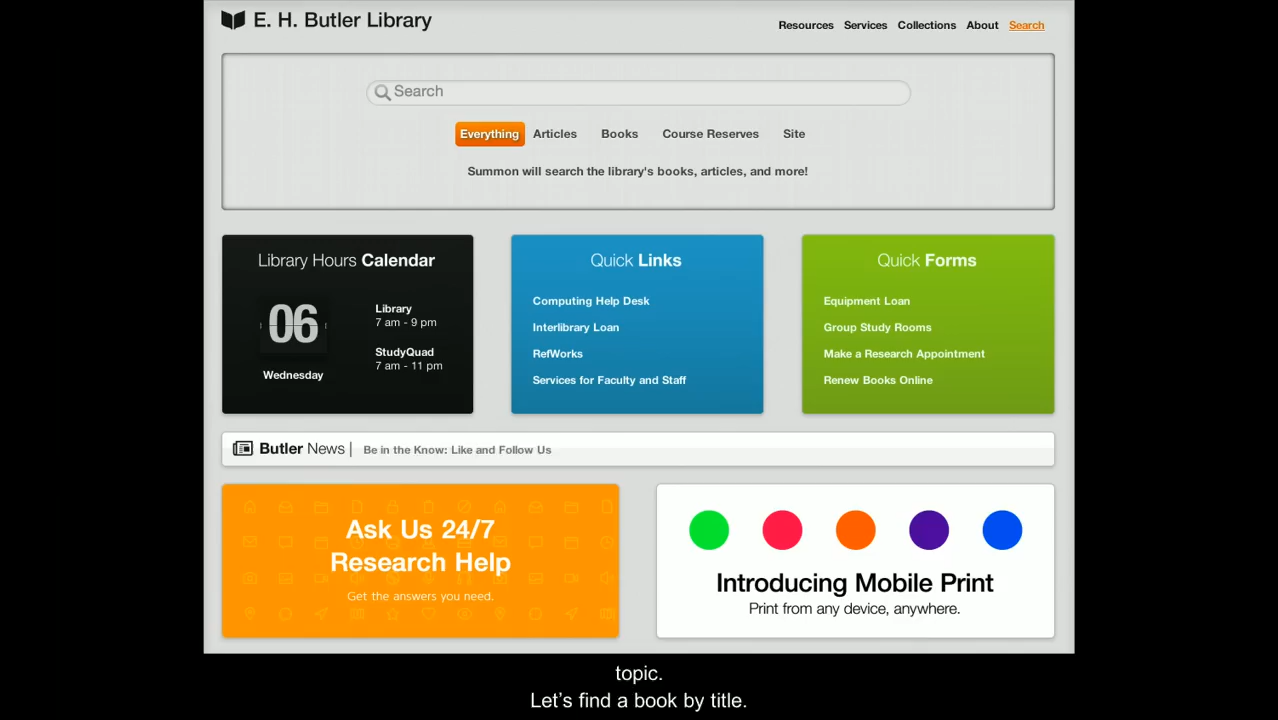 E. H. Butler Library
Resources Services Collections About Search
Search
Everything Articles Books Course Reserves Site
Summon will search the library's books, articles, and more!
Library Hours Calendar
06
Wednesday
Library
7 am - 9 pm
StudyQuad
7 am - 11 pm
Quick Links
Computing Help Desk
Interlibrary Loan
RefWorks
Services for Faculty and Staff
Quick Forms
Equipment Loan
Group Study Rooms
Make a Research Appointment
Renew Books Online
Butler News | Be in the Know: Like and Follow Us
Ask Us 24/7
Research Help
Get the answers you need.
Introducing Mobile Print
Print from any device, anywhere.
topic.
Let’s find a book by title.